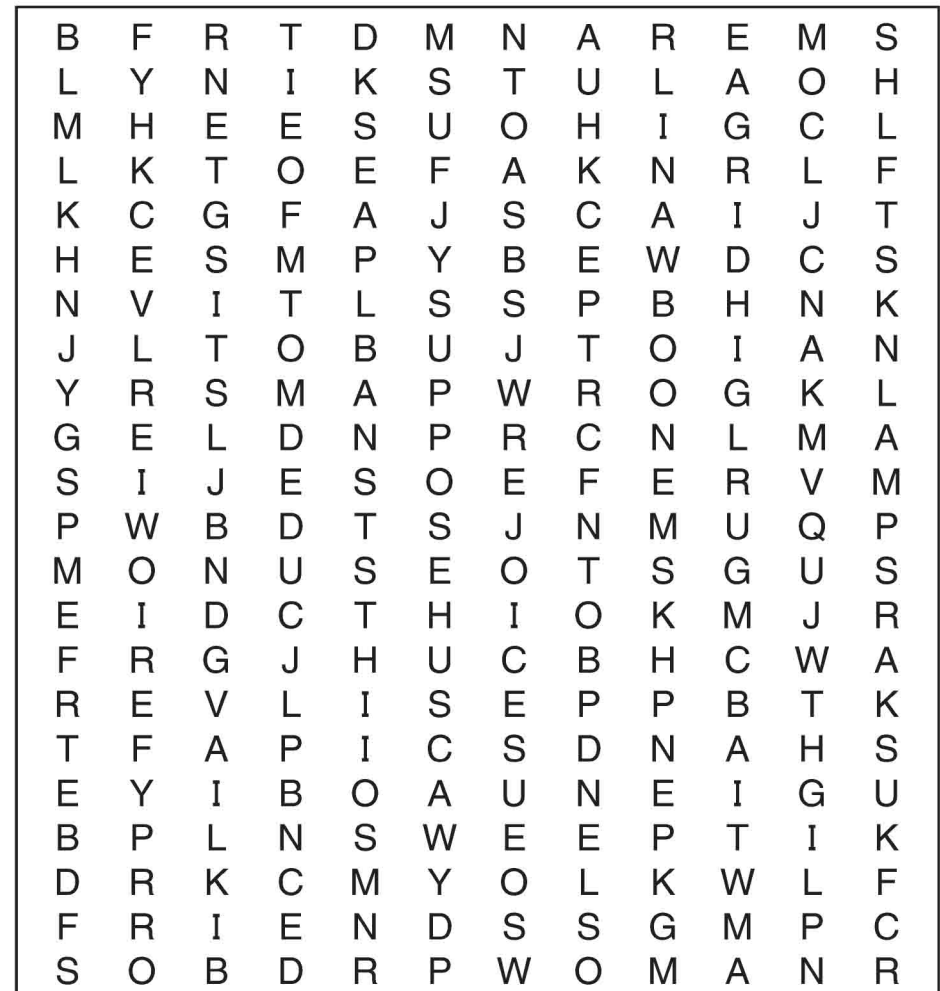 B F R T D M N A R E M S
L Y N I K S T U L A O H
M H E E S U O H I G C L
L K T O E F A K N R L F
K C G F A J S C A I J T
H E S M P Y B E W D C S
N V I T L S S P B H N K
J L T O B U J T O I A N
Y R S M A P W R O G K L
G E L D N P R C N L M A
S I J E S O E F E R V M
P W B D T S J N M U Q P
M O N U S E O T S G U S
E I D C T H I O K M J R
F R G J H U C B H C W A
R E V L I S E P P B T K
T F A P I C S D N A H S
E Y I B O A U N E I G U
B P L N S W E E P T I K
D R K C M Y O L K W L F
F R I E N D S S G M P C
S O B D R P W O M A N R